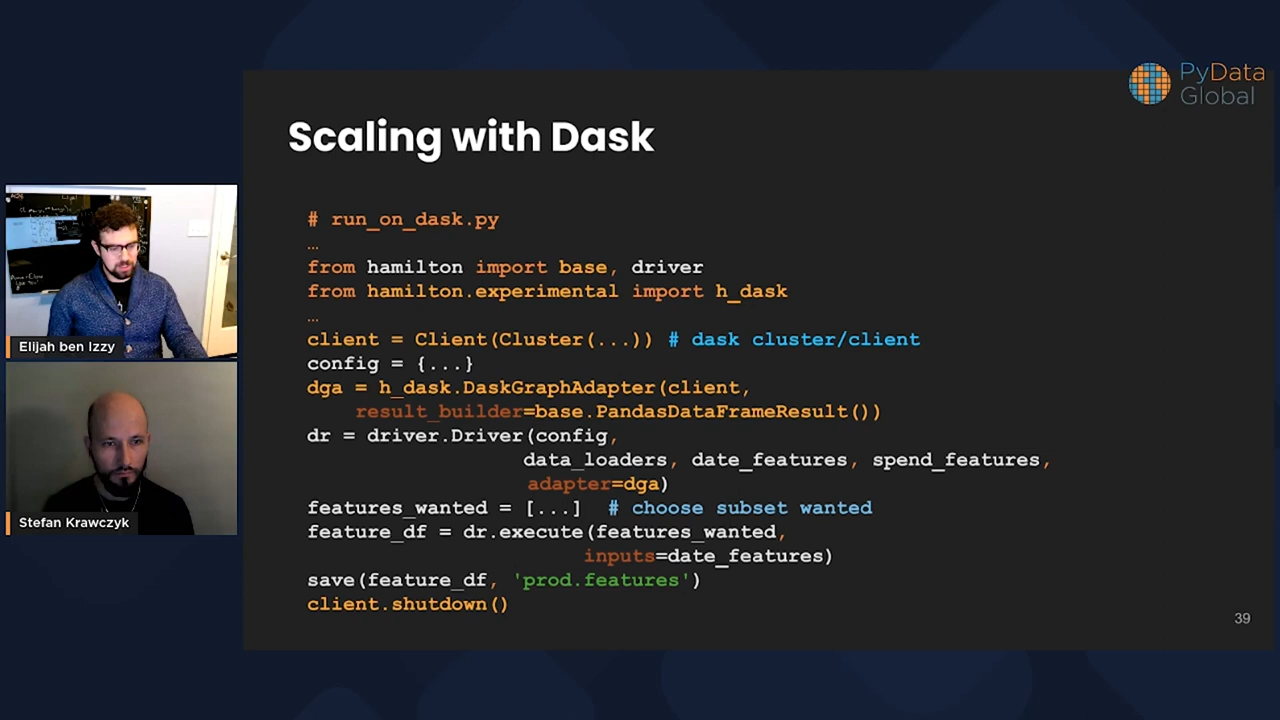 PyData
Global
Scaling with Dask
# run_on_dask.py
…
from hamilton import base, driver
from hamilton.experimental import h_dask
…
client = Client(Cluster(...)) # dask cluster/client
config = {...}
dga = h_dask.DaskGraphAdapter(client,
result_builder=base.PandasDataFrameResult())
dr = driver.Driver(config,
data_loaders, date_features, spend_features,
adapter=dga)
features_wanted = [...] # choose subset wanted
feature_df = dr.execute(features_wanted,
inputs=date_features)
save(feature_df, 'prod.features')
client.shutdown()
39
Elijah ben Izzy
Stefan Krawczyk